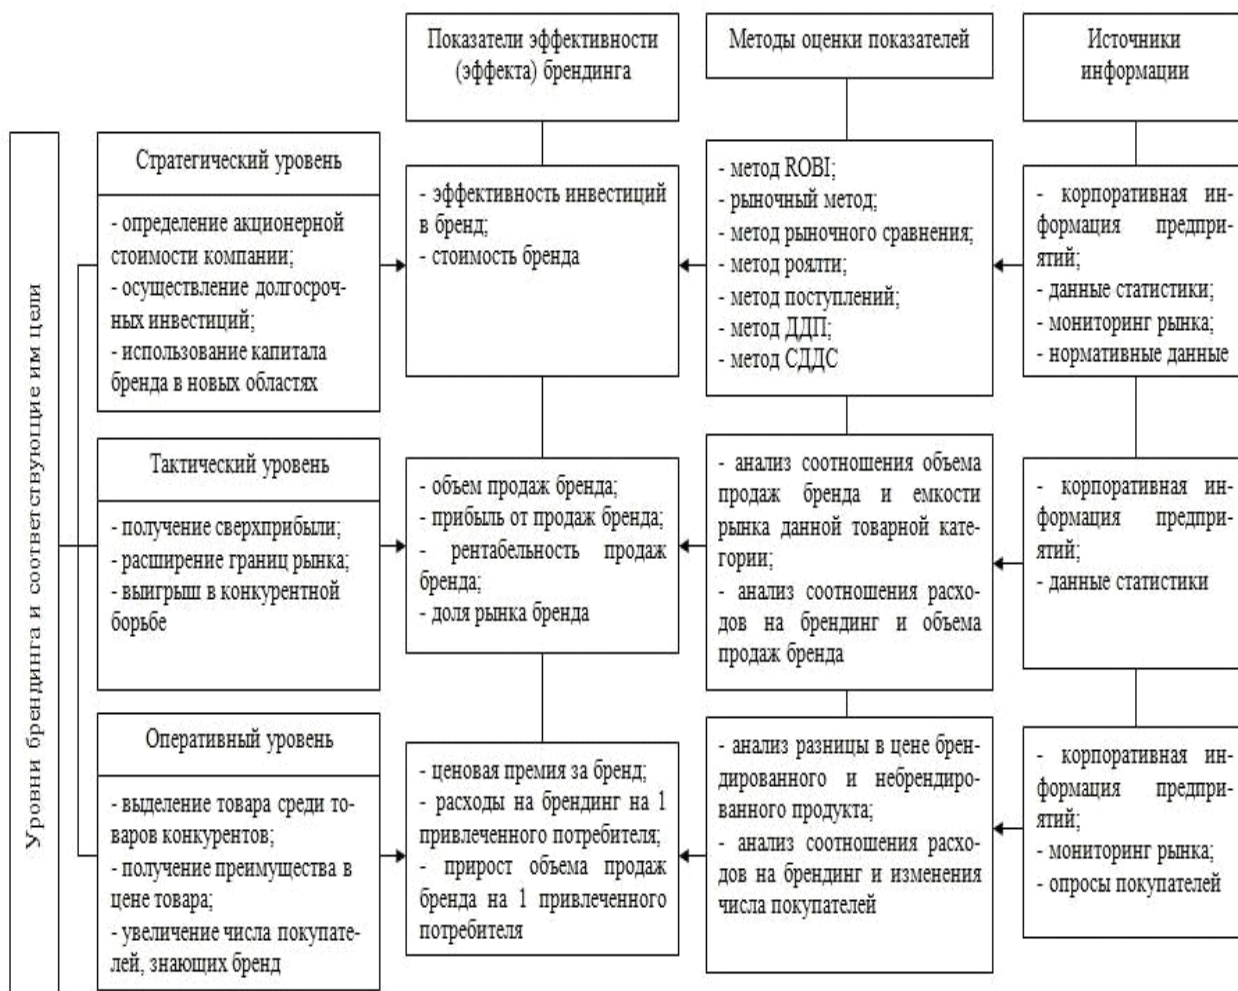 Показатели эффективности
(эффекта) брендинга
Методы оценки показателей
Источники
информации
Уровни брендинга и соответствующие им цели
Стратегический уровень
- определение акционерной
стоимости компании;
- осуществление долгосроч-
ных инвестиций;
- использование капитала
бренда в новых областях
- эффективность инвестиций
в бренд;
- стоимость бренда
- метод ROBI;
- рыночный метод;
- метод рыночного сравнения;
- метод роялти;
- метод поступлений;
- метод ДДП;
- метод СДДС
- корпоративная ин-
формация предпри-
ятий;
- данные статистики;
- мониторинг рынка;
- нормативные данные
Тактический уровень
- получение сверхприбыли;
- расширение границ рынка;
- выигрыш в конкурентной
борьбе
- объем продаж бренда;
- прибыль от продаж бренда;
- рентабельность продаж
бренда;
- доля рынка бренда
- анализ соотношения объема
продаж бренда и емкости
рынка данной товарной кате-
гории;
- анализ соотношения расхо-
дов на брендинг и объема
продаж бренда
- корпоративная ин-
формация предпри-
ятий;
- данные статистики
Оперативный уровень
- выделение товара среди то-
варов конкурентов;
- получение преимущества в
цене товара;
- увеличение числа покупате-
лей, знающих бренд
- ценовая премия за бренд;
- расходы на брендинг на 1
привлеченного потребителя;
- прирост объема продаж
бренда на 1 привлеченного
потребителя
- анализ разницы в цене брен-
дированного и небрендиро-
ванного продукта;
- анализ соотношения расхо-
дов на брендинг и изменения
числа покупателей
- корпоративная ин-
формация предпри-
ятий;
- мониторинг рынка;
- опросы покупателей